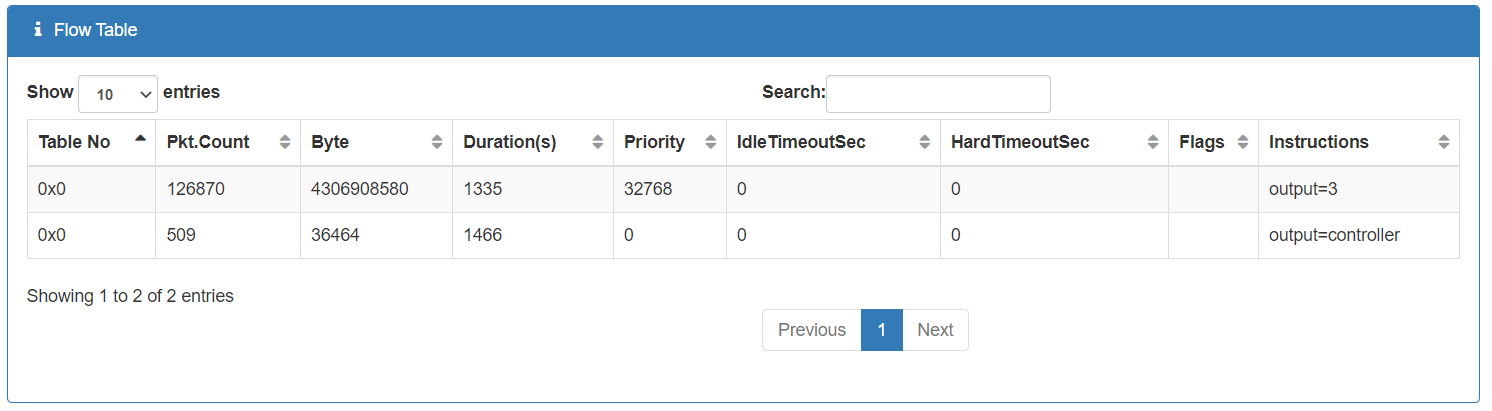 Flow Table
Show 10 entries Search:
Table No Pkt.Count Byte Duration(s) Priority IdleTimeoutSec HardTimeoutSec Flags Instructions
0x0 126870 4306908580 1335 32768 0 0 output=3
0x0 509 36464 1466 0 0 0 output=controller
Showing 1 to 2 of 2 entries
Previous 1 Next